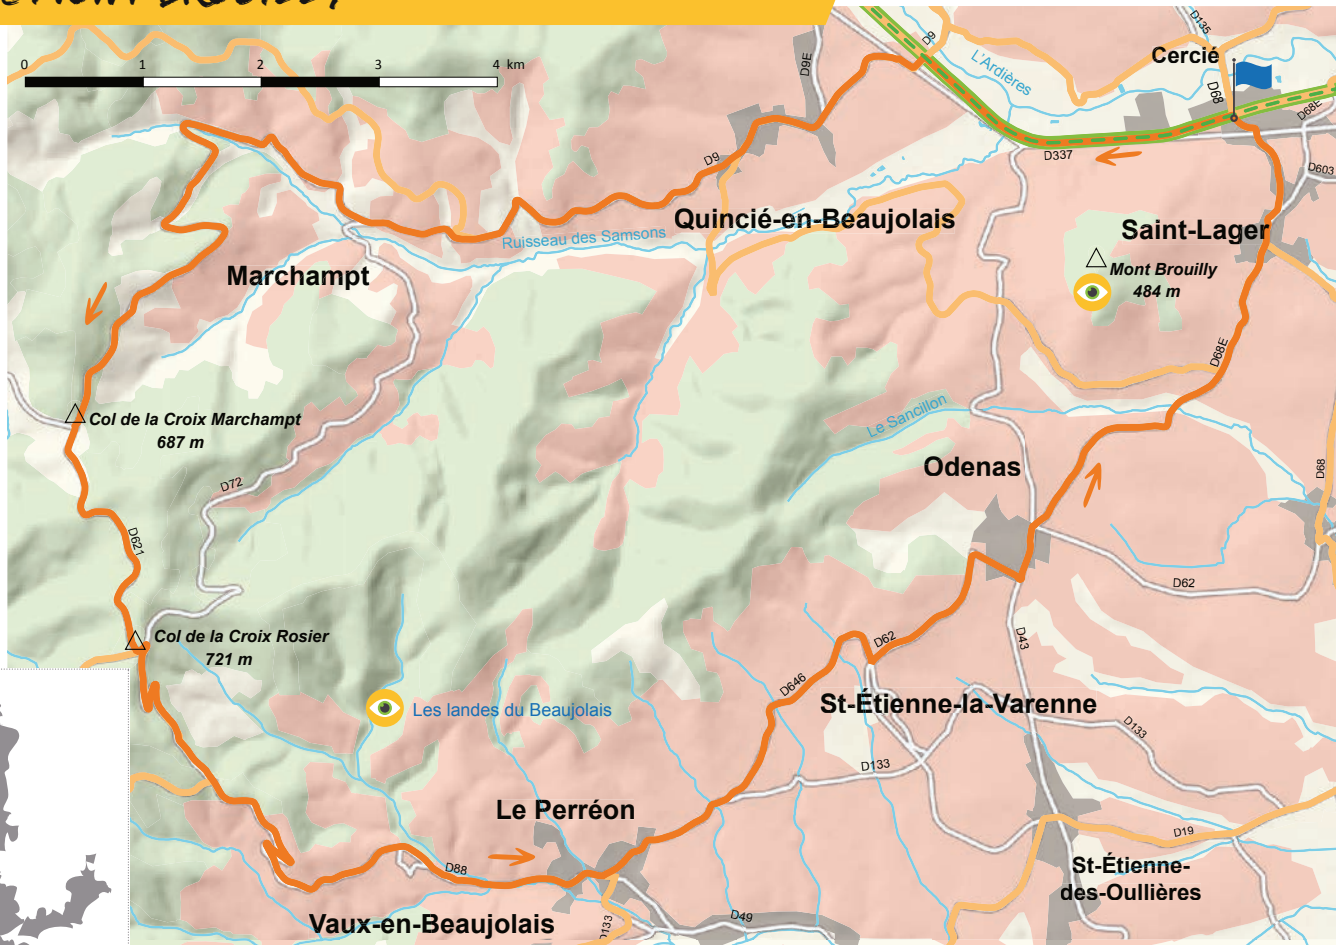 MONT BROUILLY
0 1 2 3 4 km
D9E
D9
D135
Cercié
L'Ardières
D68
D68E
D337
D603
D9
Quincié-en-Beaujolais
Saint-Lager
Ruisseau des Samsons
Marchampt
Mont Brouilly
484 m
D68E
Col de la Croix Marchampt
687 m
Le Sancillon
Odenas
D68
D72
D621
D62
Col de la Croix Rosier
721 m
D62
D43
D646
Les landes du Beaujolais
St-Étienne-la-Varenne
D133
D133
Le Perréon
D19
D88
St-Étienne-
des-Oullières
Vaux-en-Beaujolais
D133
D49